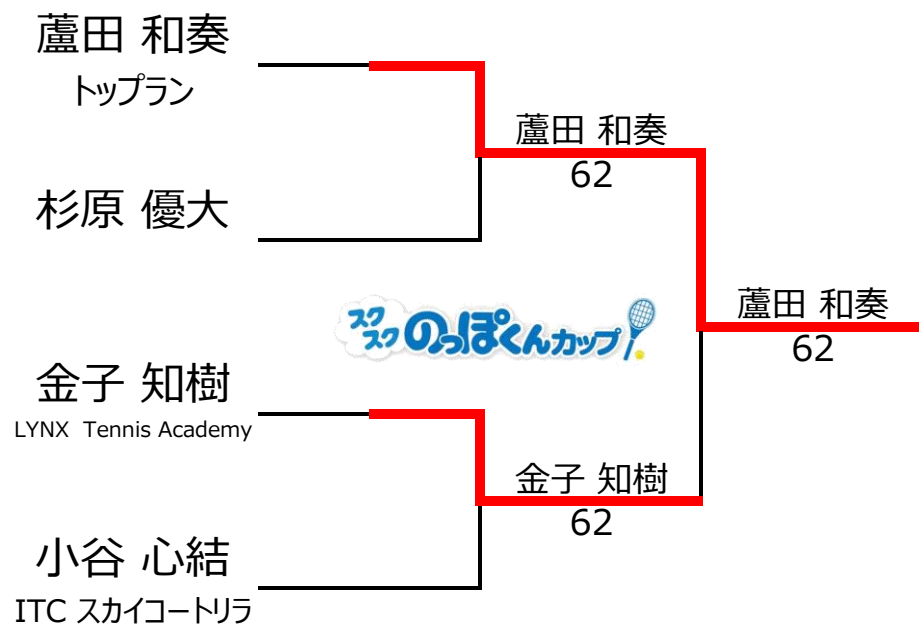 蘆田 和奏
トップラン
蘆田 和奏
62
杉原 優大
スク
スク のっぽくんカップ
蘆田 和奏
62
金子 知樹
LYNX Tennis Academy
金子 知樹
62
小谷 心結
ITC スカイコートリラ